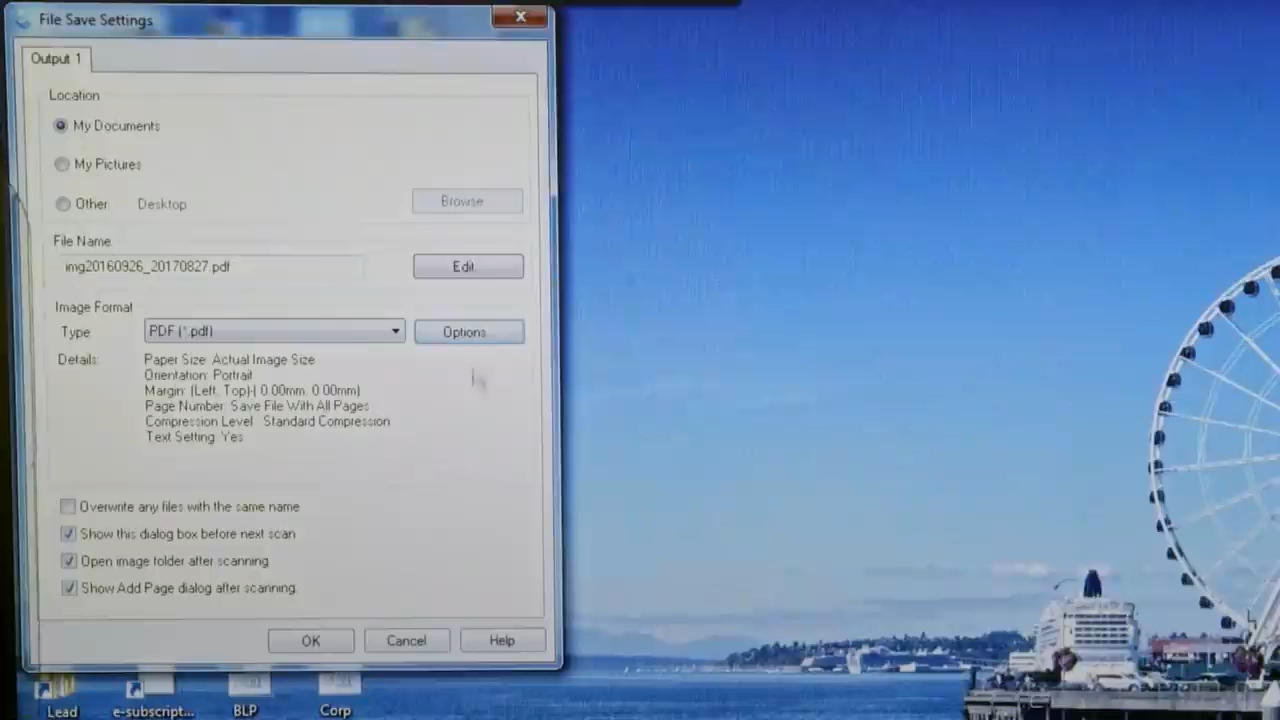 File Save Settings
Output 1
Location
My Documents
My Pictures
Other Desktop Browse
File Name
img20160926_20170827.pdf Edit
Image Format
Type PDF (*.pdf) Options...
Details: Paper Size: Actual Image Size
Orientation: Portrait
Margin: (Left, Top)-( 0.00mm, 0.00mm)
Page Number: Save File With All Pages
Compression Level : Standard Compression
Text Setting: Yes
Overwrite any files with the same name
Show this dialog box before next scan
Open image folder after scanning
Show Add Page dialog after scanning.
OK Cancel Help
Lead e-subscript... BLP Corp